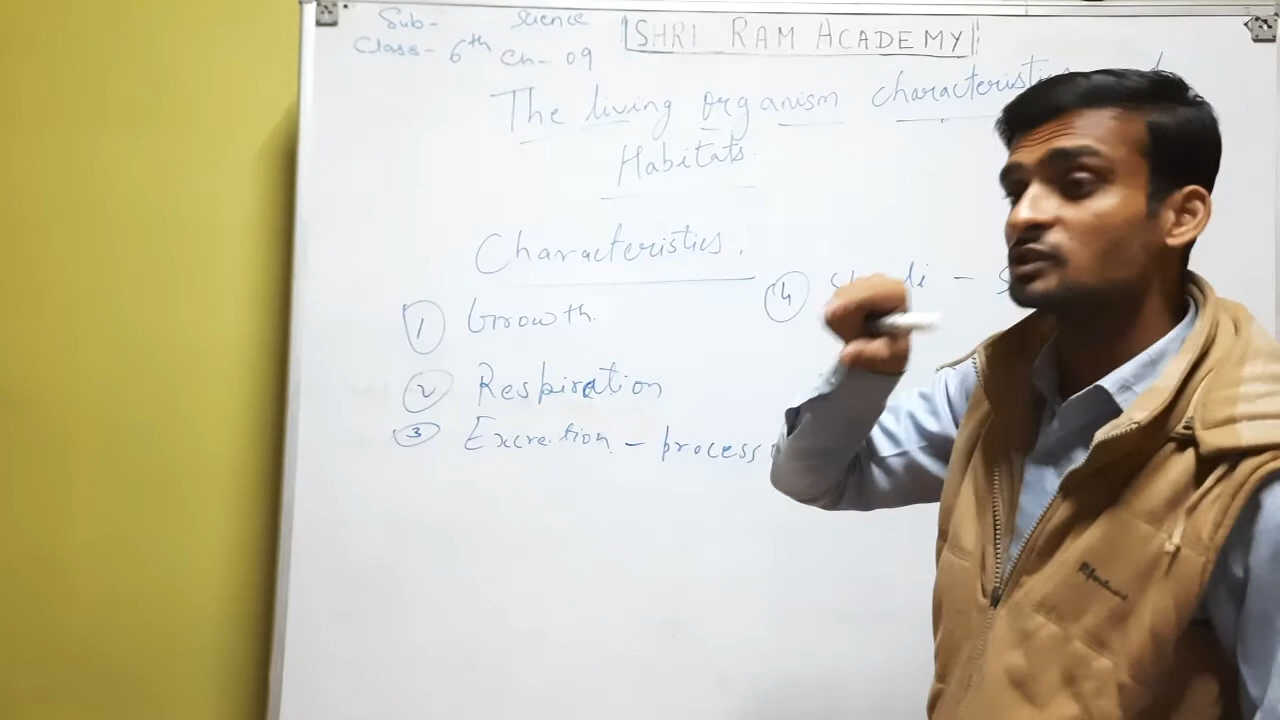 Sub- Science
Class- 6th Ch- 09
SHRI RAM ACADEMY
The living organism characteristics
Habitats
Characteristics.
1 Growth.
2 Respiration
3 Excretion - process
4